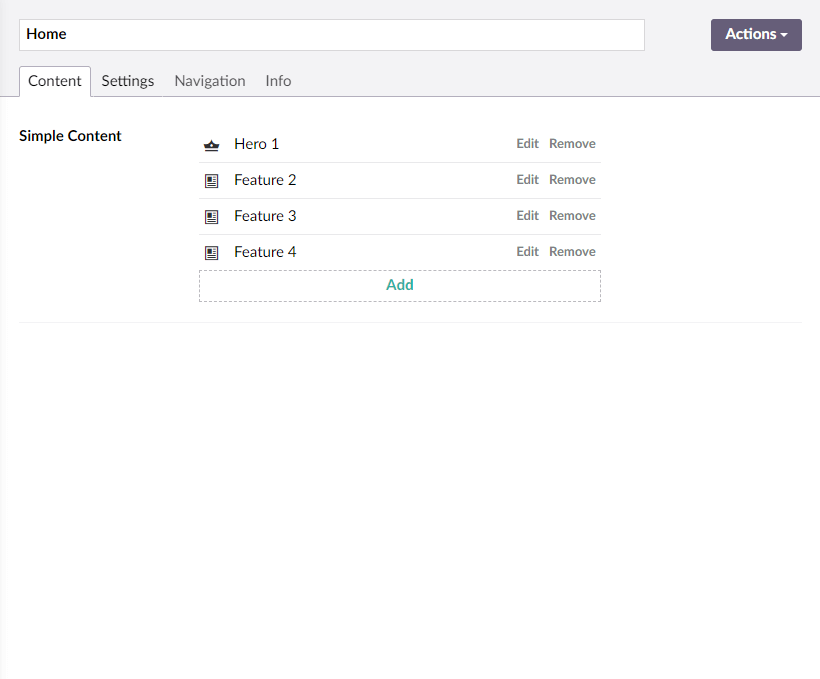 Home
Actions
Content Settings Navigation Info
Simple Content
Hero 1 Edit Remove
Feature 2 Edit Remove
Feature 3 Edit Remove
Feature 4 Edit Remove
Add